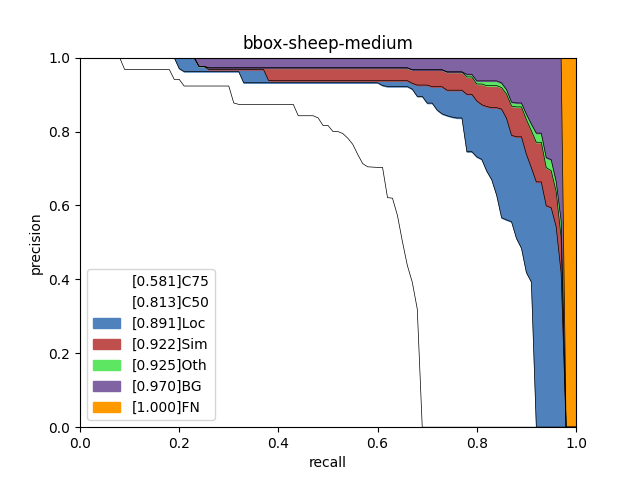 bbox-sheep-medium
1.0
0.8
0.6
0.4
0.2
0.0
precision
[0.581]C75
[0.813]C50
[0.891]Loc
[0.922]Sim
[0.925]Oth
[0.970]BG
[1.000]FN
0.0 0.2 0.4 0.6 0.8 1.0
recall